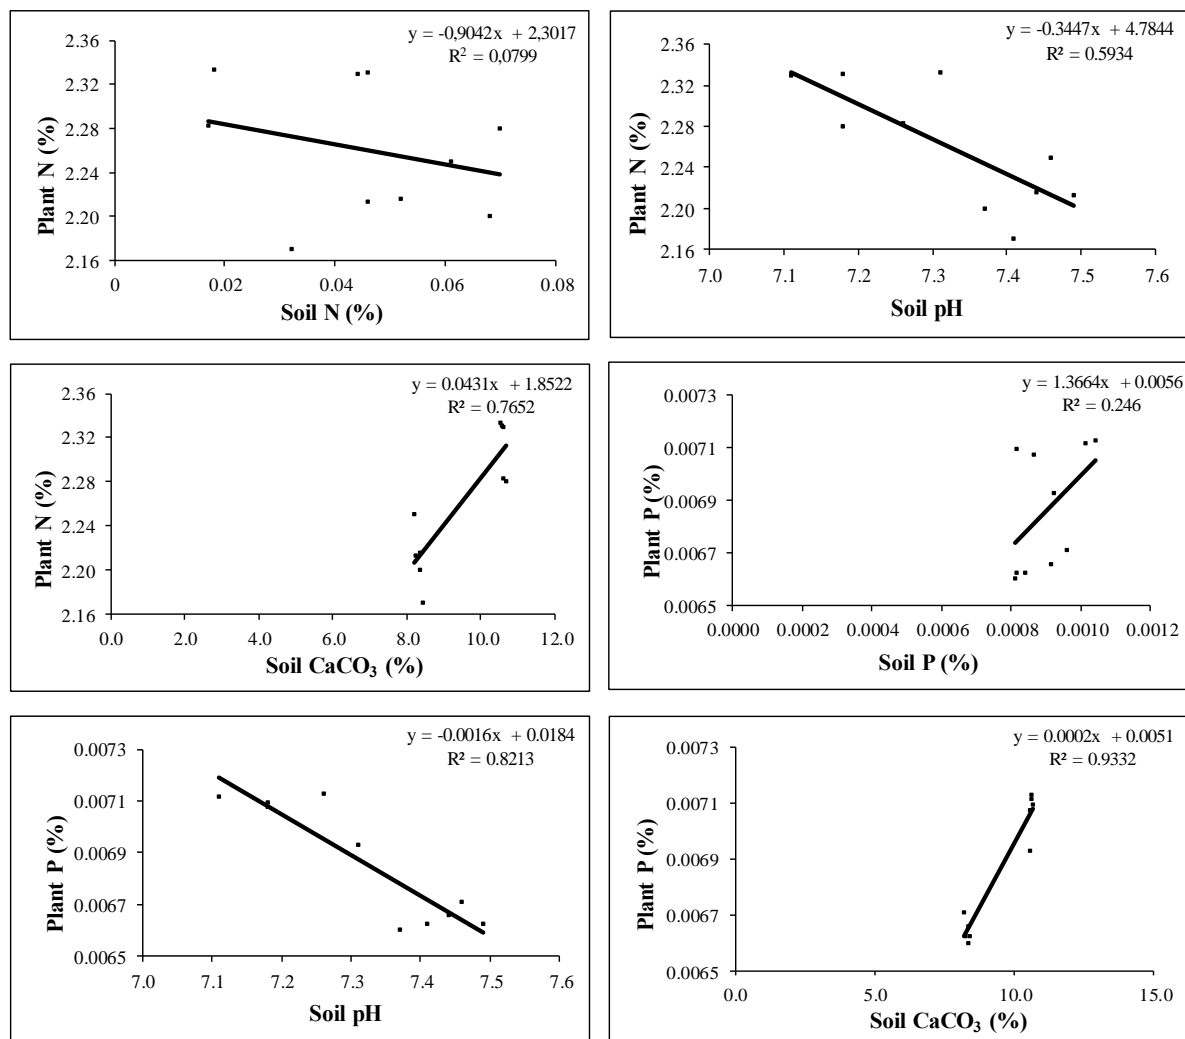 y = -0,9042x + 2,3017
R² = 0,0799
2.36
2.32
2.28
2.24
2.20
2.16
Plant N (%)
0 0.02 0.04 0.06 0.08
Soil N (%)
y = -0.3447x + 4.7844
R² = 0.5934
2.36
2.32
2.28
2.24
2.20
2.16
Plant N (%)
7.0 7.1 7.2 7.3 7.4 7.5 7.6
Soil pH
y = 0.0431x + 1.8522
R² = 0.7652
2.36
2.32
2.28
2.24
2.20
2.16
Plant N (%)
0.0 2.0 4.0 6.0 8.0 10.0 12.0
Soil CaCO₃ (%)
y = 1.3664x + 0.0056
R² = 0.246
0.0073
0.0071
0.0069
0.0067
0.0065
Plant P (%)
0.0000 0.0002 0.0004 0.0006 0.0008 0.0010 0.0012
Soil P (%)
y = -0.0016x + 0.0184
R² = 0.8213
0.0073
0.0071
0.0069
0.0067
0.0065
Plant P (%)
7.0 7.1 7.2 7.3 7.4 7.5 7.6
Soil pH
y = 0.0002x + 0.0051
R² = 0.9332
0.0073
0.0071
0.0069
0.0067
0.0065
Plant P (%)
0.0 5.0 10.0 15.0
Soil CaCO₃ (%)